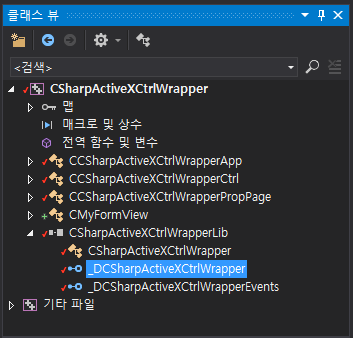 클래스 뷰
<검색>
CSharpActiveXCtrlWrapper
맵
매크로 및 상수
전역 함수 및 변수
CCSharpActiveXCtrlWrapperApp
CCSharpActiveXCtrlWrapperCtrl
CCSharpActiveXCtrlWrapperPropPage
CMyFormView
CSharpActiveXCtrlWrapperLib
CSharpActiveXCtrlWrapper
_DCSharpActiveXCtrlWrapper
_DCSharpActiveXCtrlWrapperEvents
기타 파일